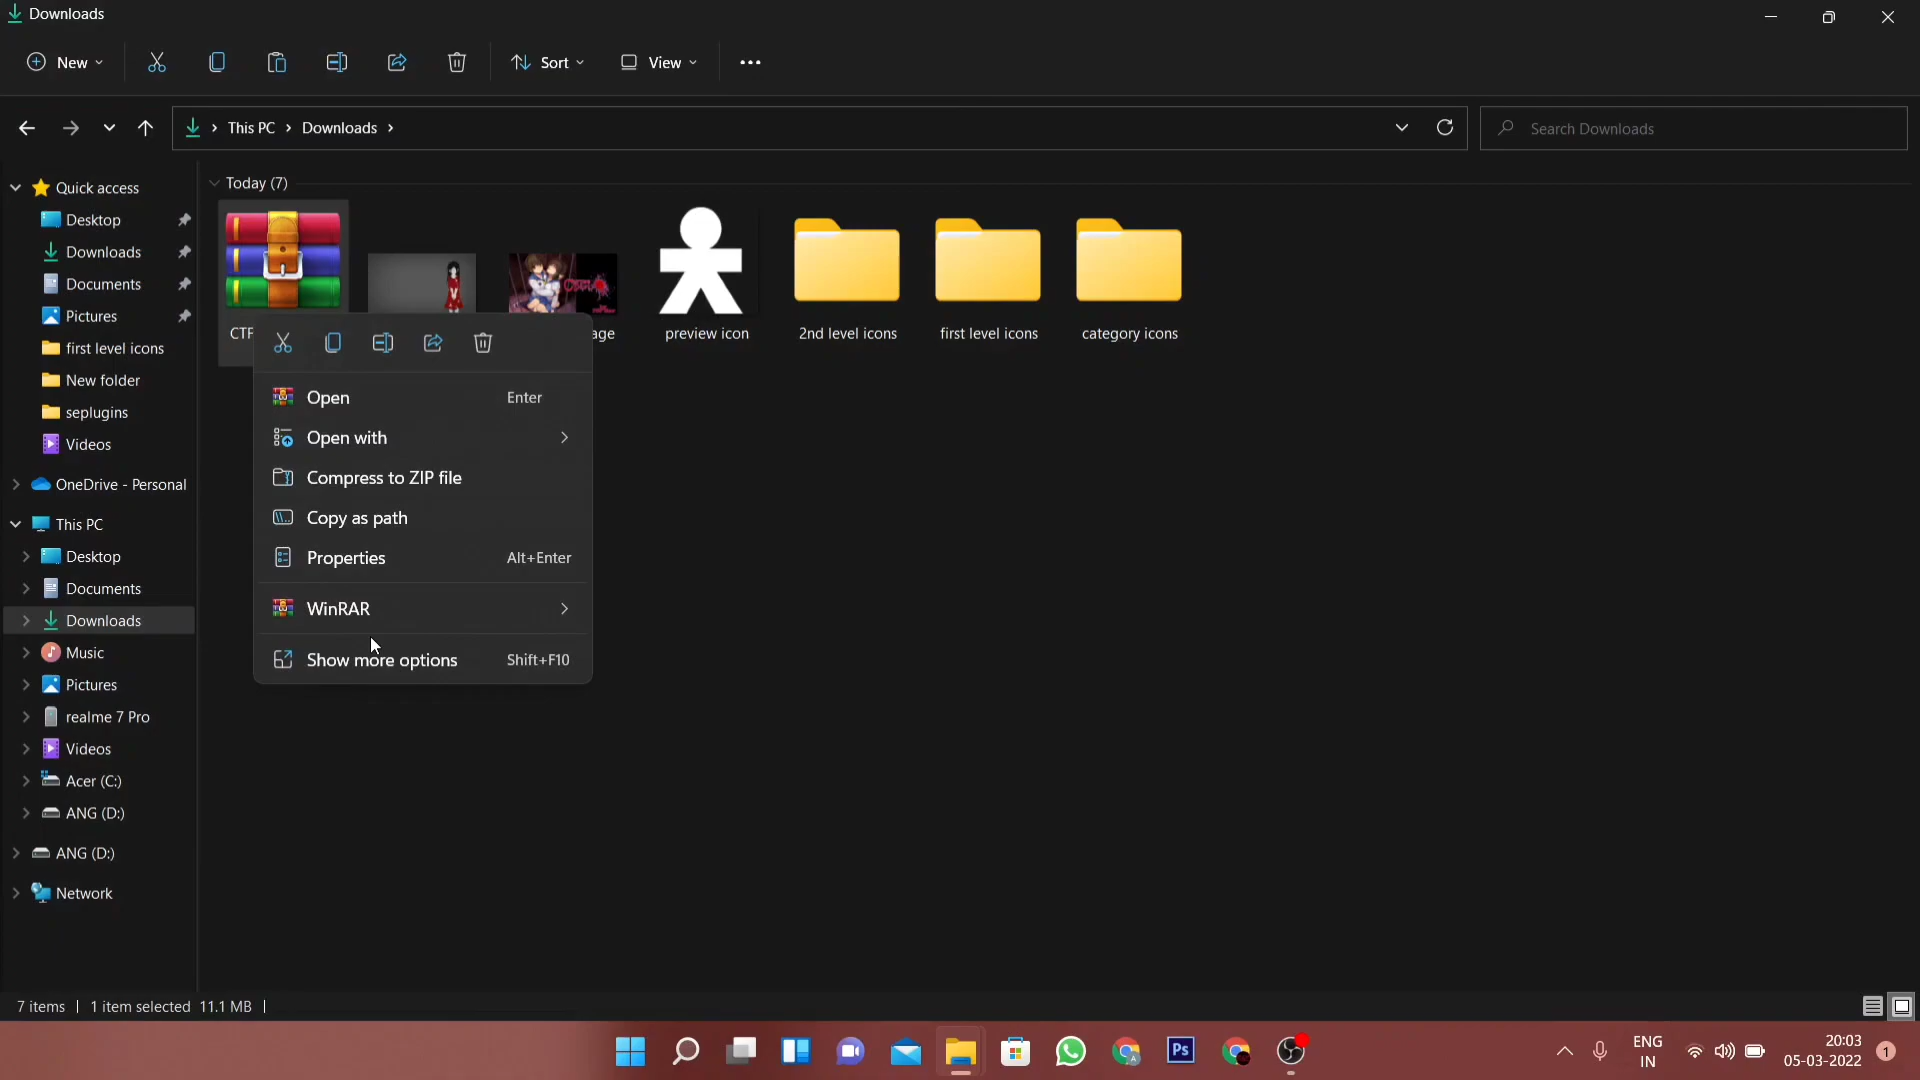 Downloads
New
Sort
View
This PC > Downloads >
Search Downloads
Quick access
Desktop
Downloads
Documents
Pictures
first level icons
New folder
seplugins
Videos
OneDrive - Personal
This PC
Desktop
Documents
Downloads
Music
Pictures
realme 7 Pro
Videos
Acer (C:)
ANG (D:)
ANG (D:)
Network
Today (7)
age
preview icon
2nd level icons
first level icons
category icons
Open Enter
Open with
Compress to ZIP file
Copy as path
Properties Alt+Enter
WinRAR
Show more options Shift+F10
7 items
1 item selected 11.1 MB
Ps
ENG
IN
20:03
05-03-2022
1